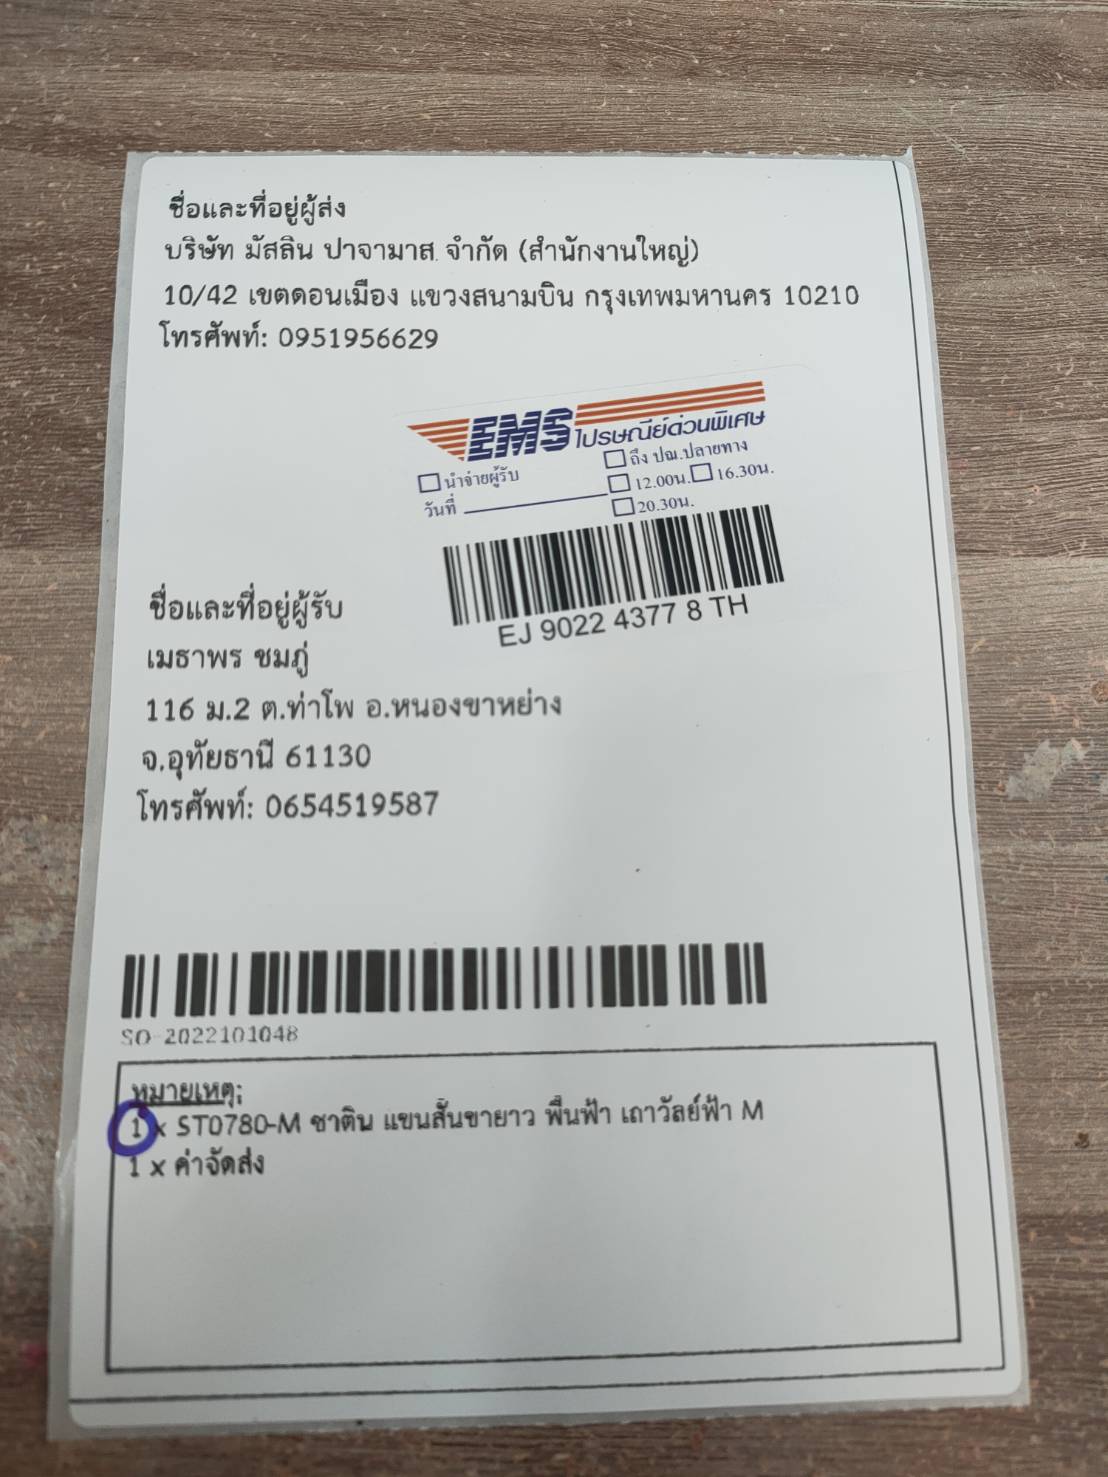 ชื่อและที่อยู่ผู้ส่ง
บริษัท มัสลิน ปาจามาส จำกัด (สำนักงานใหญ่)
10/42 เขตดอนเมือง แขวงสนามบิน กรุงเทพมหานคร 10210
โทรศัพท์: 0951956629
EMS ไปรษณีย์ด่วนพิเศษ
นำจ่ายผู้รับ ถึง ปณ.ปลายทาง
วันที่ 12.00น. 16.30น.
20.30น.
EJ 9022 4377 8 TH
ชื่อและที่อยู่ผู้รับ
เมธาพร ชมภู่
116 ม.2 ต.ท่าโพ อ.หนองขาหย่าง
จ.อุทัยธานี 61130
โทรศัพท์: 0654519587
SO-2022101048
หมายเหตุ:
1 x ST0780-M ซาติน แขนสั้นขายาว พื้นฟ้า เถาวัลย์ฟ้า M
1 x ค่าจัดส่ง